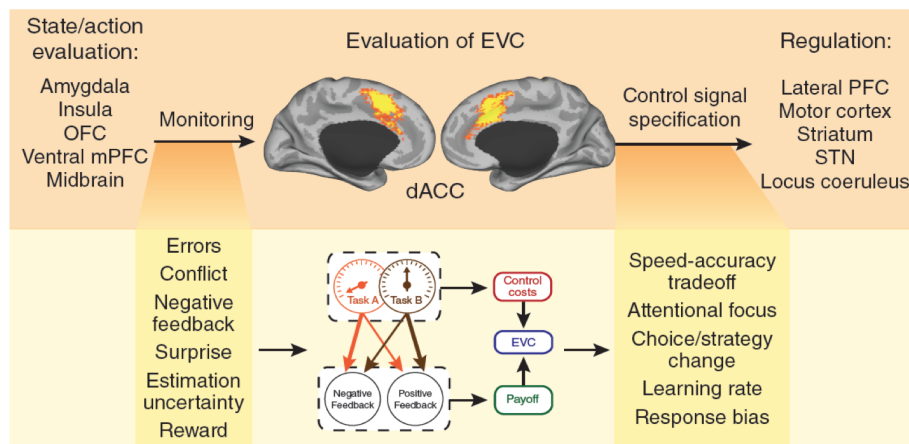 State/action
evaluation:
Amygdala
Insula
OFC
Ventral mPFC
Midbrain
Monitoring
Evaluation of EVC
dACC
Control signal
specification
Regulation:
Lateral PFC
Motor cortex
Striatum
STN
Locus coeruleus
Errors
Conflict
Negative
feedback
Surprise
Estimation
uncertainty
Reward
Task A
Task B
Negative
Feedback
Positive
Feedback
Control
costs
EVC
Payoff
Speed-accuracy
tradeoff
Attentional focus
Choice/strategy
change
Learning rate
Response bias